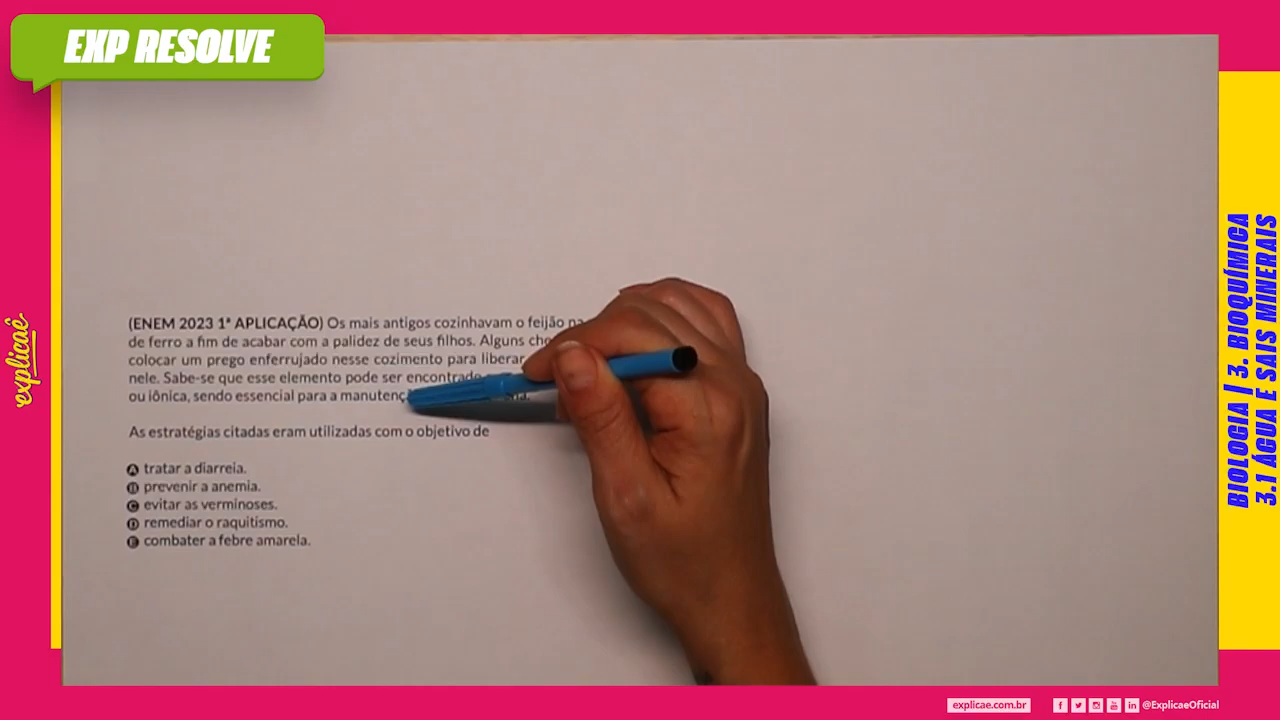 EXP RESOLVE
(ENEM 2023 1ª APLICAÇÃO) Os mais antigos cozinhavam o feijão
de ferro a fim de acabar com a palidez de seus filhos. Alguns
colocar um prego enferrujado nesse cozimento para liberar
nele. Sabe-se que esse elemento pode ser encontrado
ou iônica, sendo essencial para a
As estratégias citadas eram utilizadas com o objetivo de
A tratar a diarreia.
B prevenir a anemia.
C evitar as verminoses.
D remediar o raquitismo.
E combater a febre amarela.
explicaê
BIOLOGIA | 3. BIOQUÍMICA
3.1 ÁGUA E SAIS MINERAIS
explicae.com.br
@ExplicaeOficial